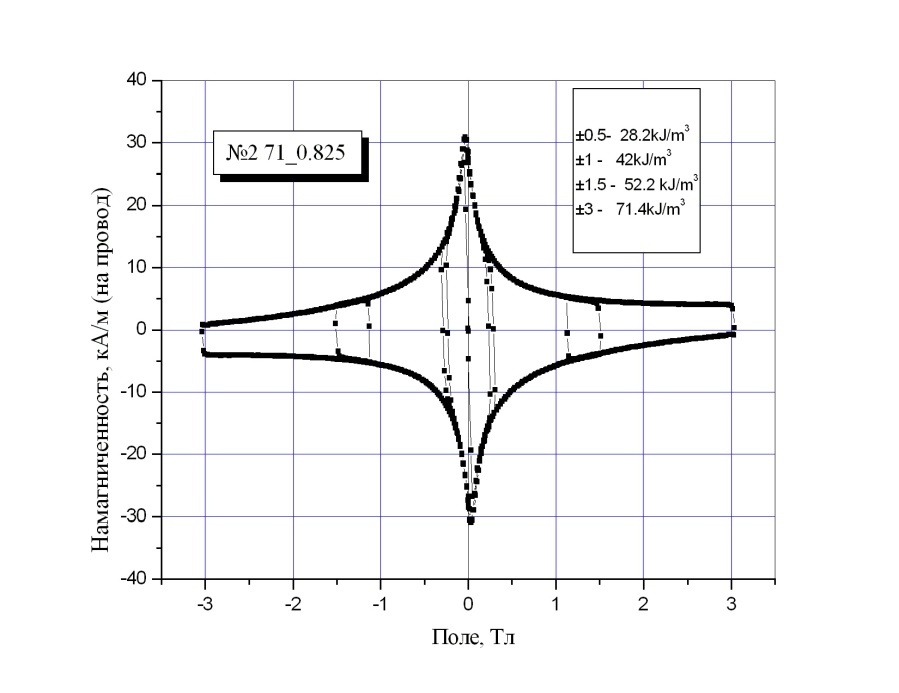 40
30
20
10
0
-10
-20
-30
-40
Намагниченность, кА/м (на провод)
№2 71_0.825
±0.5- 28.2kJ/m³
±1 - 42kJ/m³
±1.5 - 52.2 kJ/m³
±3 - 71.4kJ/m³
-3 -2 -1 0 1 2 3
Поле, Тл